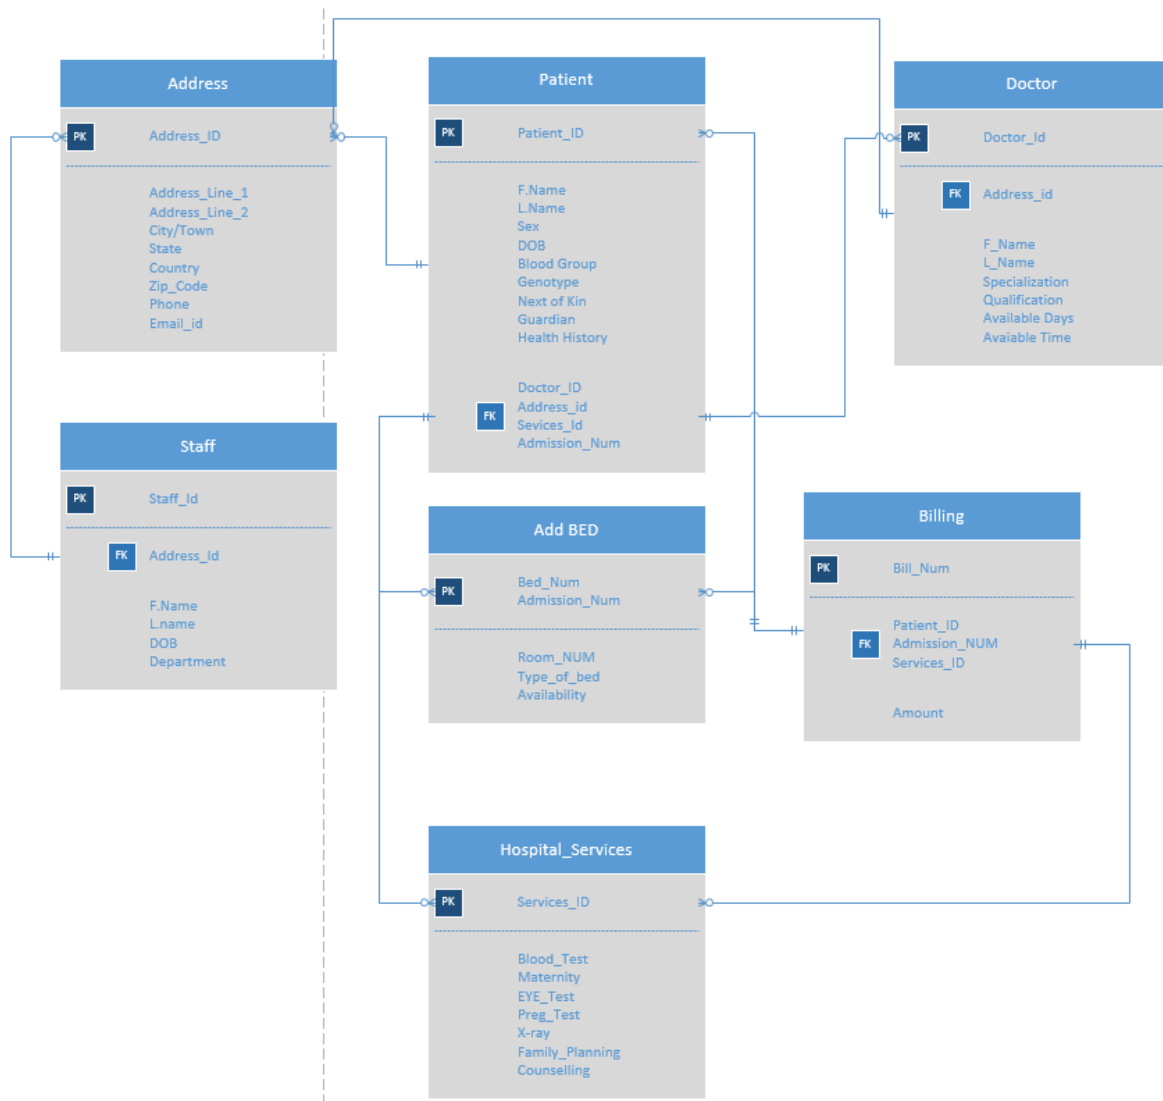 Address
PK
Address_ID
Address_Line_1
Address_Line_2
City/Town
State
Country
Zip_Code
Phone
Email_id
Patient
PK
Patient_ID
F.Name
L.Name
Sex
DOB
Blood Group
Genotype
Next of Kin
Guardian
Health History
FK
Doctor_ID
Address_id
Sevices_Id
Admission_Num
Doctor
PK
Doctor_Id
FK
Address_id
F_Name
L_Name
Specialization
Qualification
Available Days
Avaiable Time
Staff
PK
Staff_Id
FK
Address_Id
F.Name
L.name
DOB
Department
Add BED
PK
Bed_Num
Admission_Num
Room_NUM
Type_of_bed
Availability
Billing
PK
Bill_Num
FK
Patient_ID
Admission_NUM
Services_ID
Amount
Hospital_Services
PK
Services_ID
Blood_Test
Maternity
EYE_Test
Preg_Test
X-ray
Family_Planning
Counselling